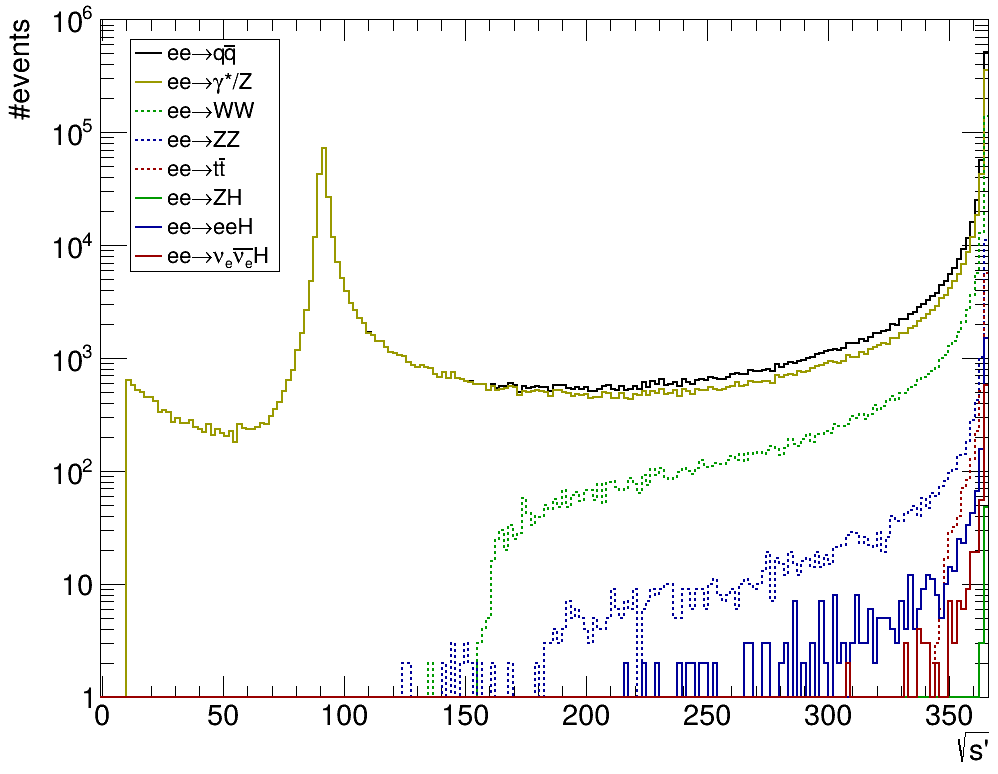 #events
10⁶
10⁵
10⁴
10³
10²
10
1
ee→qq̄
ee→γ*/Z
ee→WW
ee→ZZ
ee→tt̄
ee→ZH
ee→eeH
ee→νₑν̅ₑH
0 50 100 150 200 250 300 350
√s'